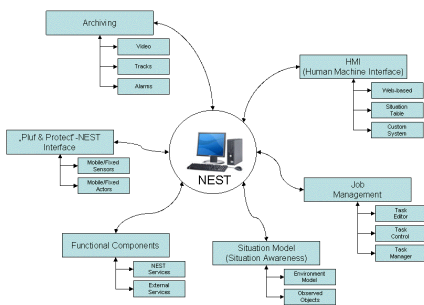 Archiving
Video
Tracks
Alarms
HMI
(Human Machine Interface)
Web-based
Situation
Table
Custom
System
„Pluf & Protect"-NEST
Interface
Mobile/Fixed
Sensors
Mobile/Fixed
Actors
NEST
Job
Management
Task
Editor
Task
Control
Task
Manager
Functional Components
NEST
Services
External
Services
Situation Model
(Situation Awareness)
Environment
Model
Observed
Objects